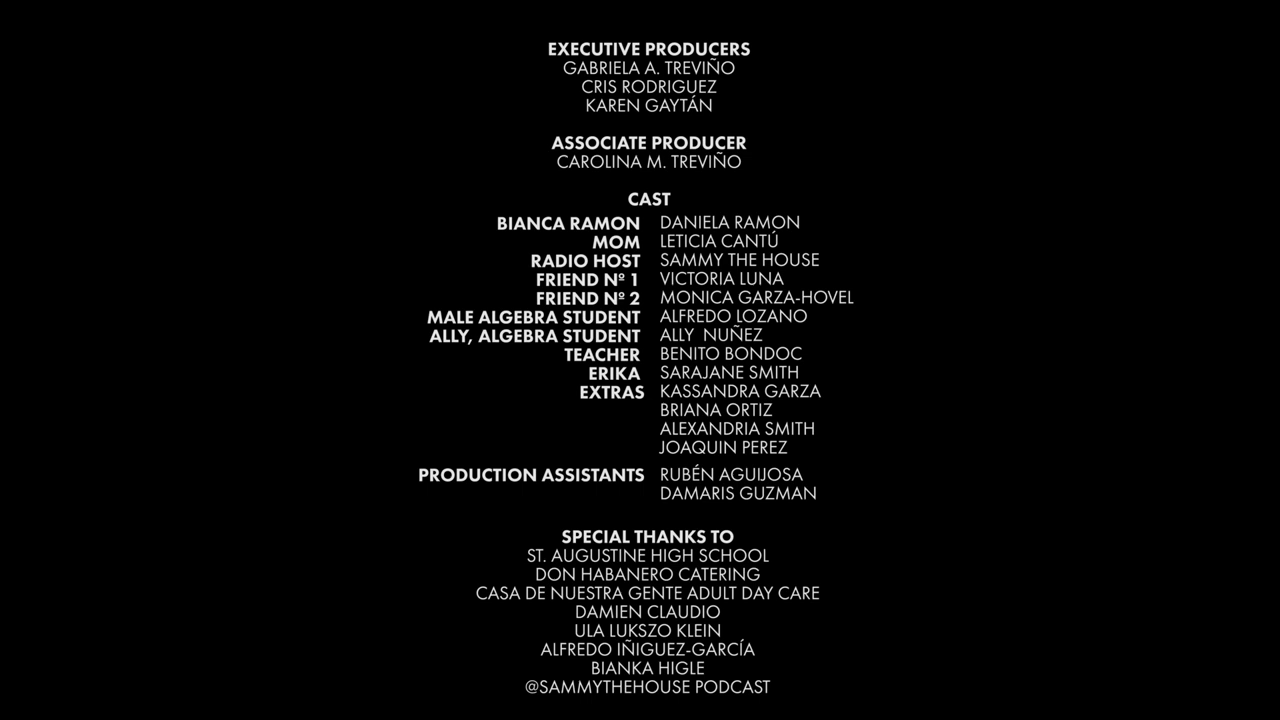 EXECUTIVE PRODUCERS
GABRIELA A. TREVIÑO
CRIS RODRIGUEZ
KAREN GAYTÁN
ASSOCIATE PRODUCER
CAROLINA M. TREVIÑO
CAST
BIANCA RAMON DANIELA RAMON
MOM LETICIA CANTÚ
RADIO HOST SAMMY THE HOUSE
FRIEND Nº 1 VICTORIA LUNA
FRIEND Nº 2 MONICA GARZA-HOVEL
MALE ALGEBRA STUDENT ALFREDO LOZANO
ALLY, ALGEBRA STUDENT ALLY NUÑEZ
TEACHER BENITO BONDOC
ERIKA SARAJANE SMITH
EXTRAS KASSANDRA GARZA
BRIANA ORTIZ
ALEXANDRIA SMITH
JOAQUIN PEREZ
PRODUCTION ASSISTANTS RUBÉN AGUIJOSA
DAMARIS GUZMAN
SPECIAL THANKS TO
ST. AUGUSTINE HIGH SCHOOL
DON HABANERO CATERING
CASA DE NUESTRA GENTE ADULT DAY CARE
DAMIEN CLAUDIO
ULA LUKSZO KLEIN
ALFREDO IÑIGUEZ-GARCÍA
BIANKA HIGLE
@SAMMYTHEHOUSE PODCAST